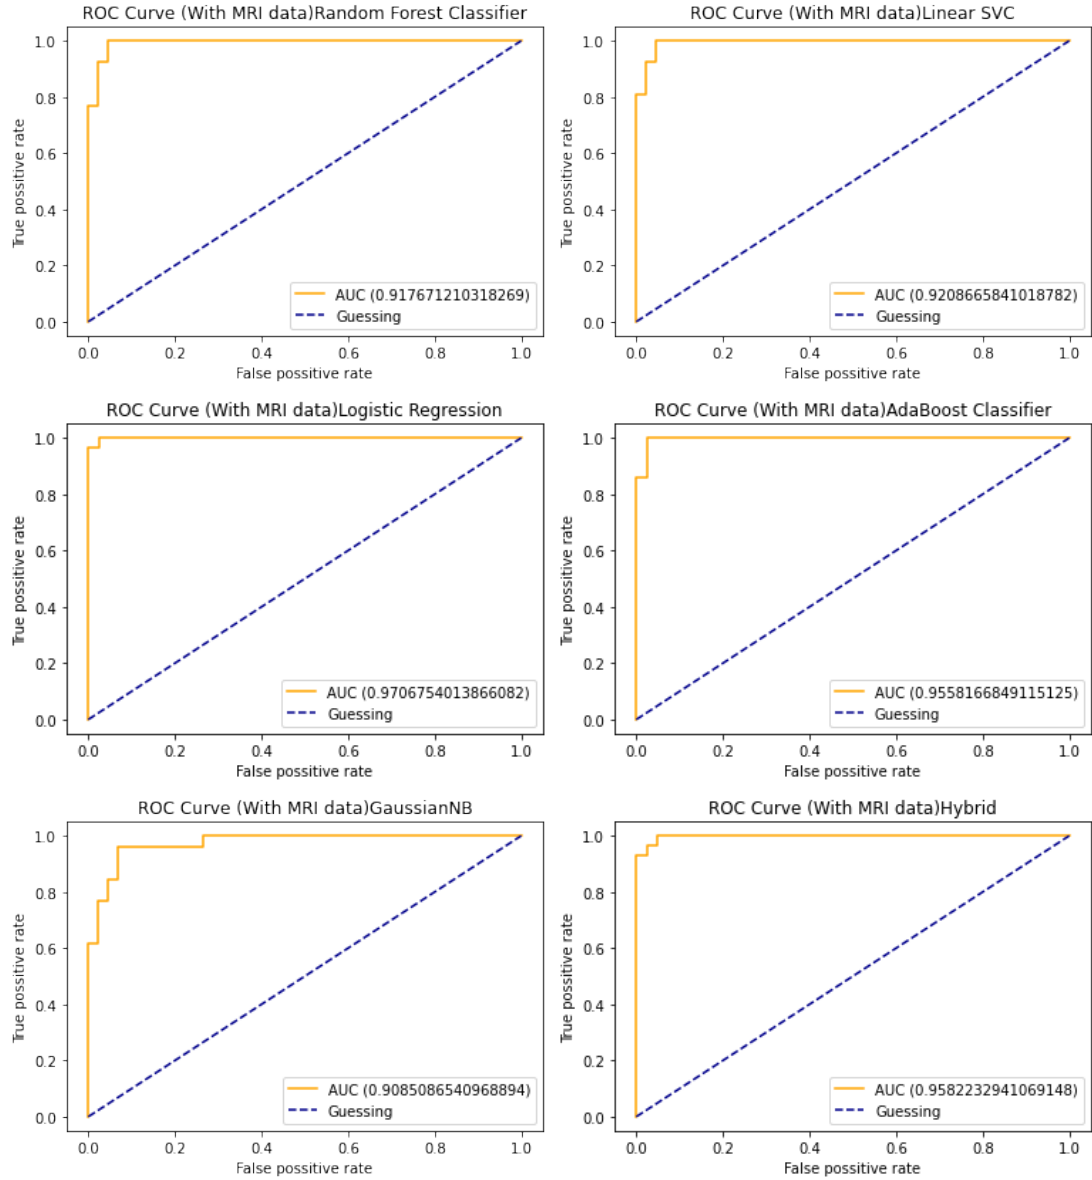 ROC Curve (With MRI data)Random Forest Classifier
True possitive rate
1.0
0.8
0.6
0.4
0.2
0.0
AUC (0.917671210318269)
Guessing
0.0 0.2 0.4 0.6 0.8 1.0
False possitive rate
ROC Curve (With MRI data)Linear SVC
True possitive rate
1.0
0.8
0.6
0.4
0.2
0.0
AUC (0.9208665841018782)
Guessing
0.0 0.2 0.4 0.6 0.8 1.0
False possitive rate
ROC Curve (With MRI data)Logistic Regression
True possitive rate
1.0
0.8
0.6
0.4
0.2
0.0
AUC (0.9706754013866082)
Guessing
0.0 0.2 0.4 0.6 0.8 1.0
False possitive rate
ROC Curve (With MRI data)AdaBoost Classifier
True possitive rate
1.0
0.8
0.6
0.4
0.2
0.0
AUC (0.9558166849115125)
Guessing
0.0 0.2 0.4 0.6 0.8 1.0
False possitive rate
ROC Curve (With MRI data)GaussianNB
True possitive rate
1.0
0.8
0.6
0.4
0.2
0.0
AUC (0.9085086540968894)
Guessing
0.0 0.2 0.4 0.6 0.8 1.0
False possitive rate
ROC Curve (With MRI data)Hybrid
True possitive rate
1.0
0.8
0.6
0.4
0.2
0.0
AUC (0.9582232941069148)
Guessing
0.0 0.2 0.4 0.6 0.8 1.0
False possitive rate